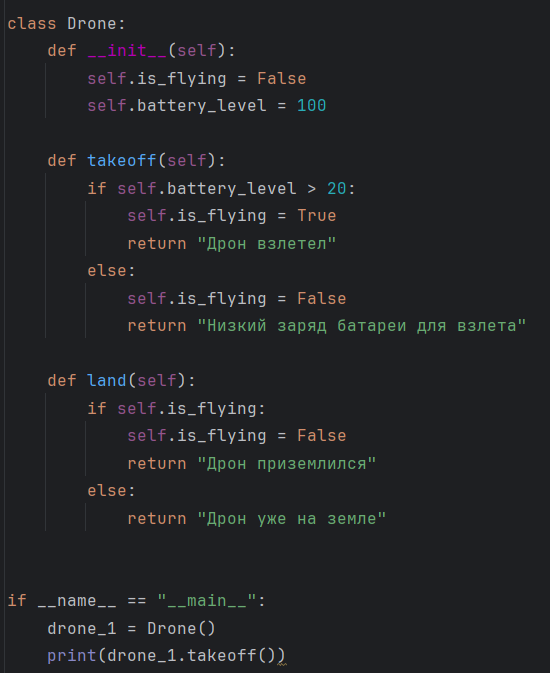 class Drone:
    def __init__(self):
        self.is_flying = False
        self.battery_level = 100

    def takeoff(self):
        if self.battery_level > 20:
            self.is_flying = True
            return "Дрон взлетел"
        else:
            self.is_flying = False
            return "Низкий заряд батареи для взлета"

    def land(self):
        if self.is_flying:
            self.is_flying = False
            return "Дрон приземлился"
        else:
            return "Дрон уже на земле"


if __name__ == "__main__":
    drone_1 = Drone()
    print(drone_1.takeoff())